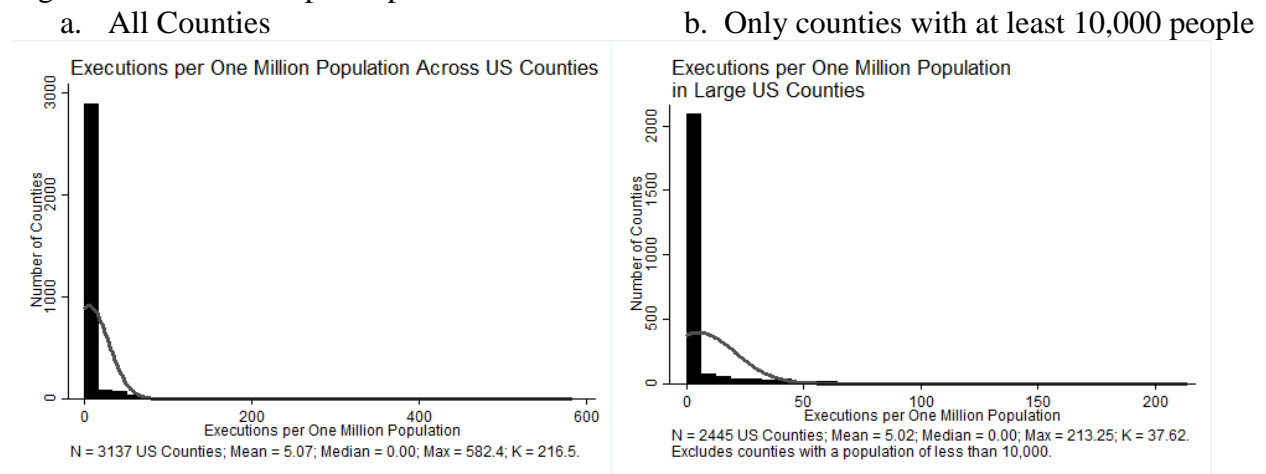 a. All Counties
b. Only counties with at least 10,000 people
Executions per One Million Population Across US Counties
3000
2000
1000
0
Number of Counties
0 200 400 600
Executions per One Million Population
N = 3137 US Counties; Mean = 5.07; Median = 0.00; Max = 582.4; K = 216.5.
Executions per One Million Population
in Large US Counties
2000
1500
1000
500
0
Number of Counties
0 50 100 150 200
Executions per One Million Population
N = 2445 US Counties; Mean = 5.02; Median = 0.00; Max = 213.25; K = 37.62.
Excludes counties with a population of less than 10,000.